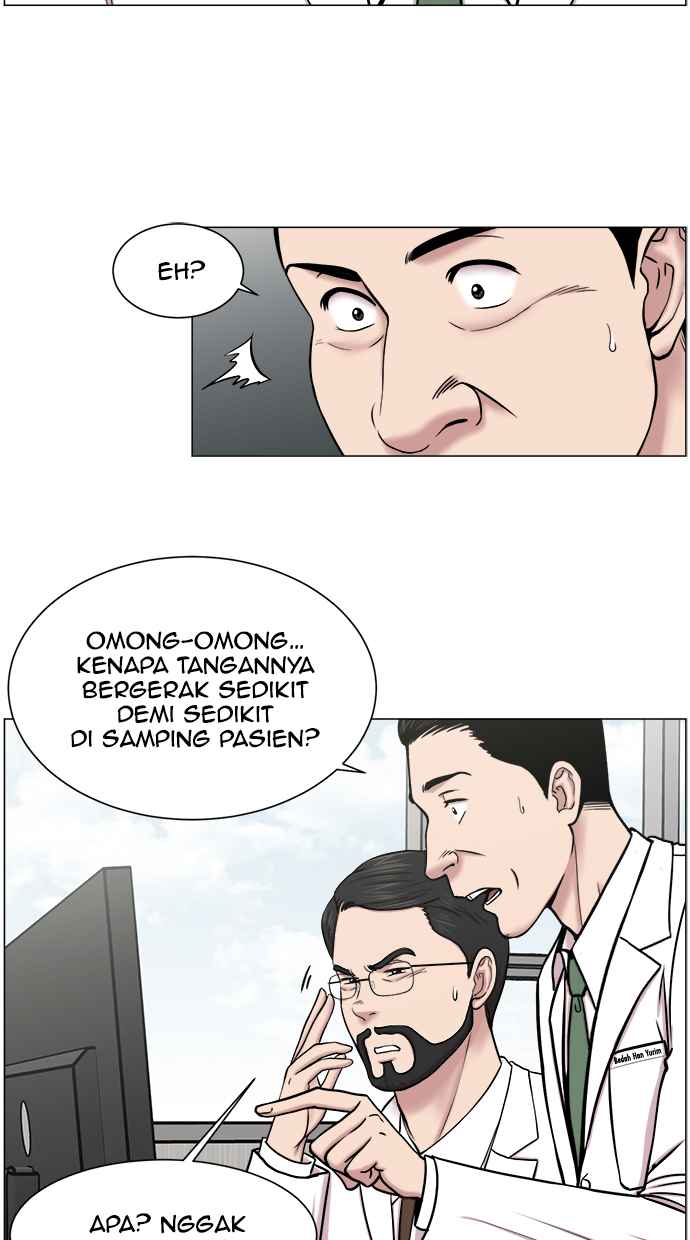 EH?
OMONG-OMONG...
KENAPA TANGANNYA
BERGERAK SEDIKIT
DEMI SEDIKIT
DI SAMPING PASIEN?
Bedah Han Yurim
APA? NGGAK